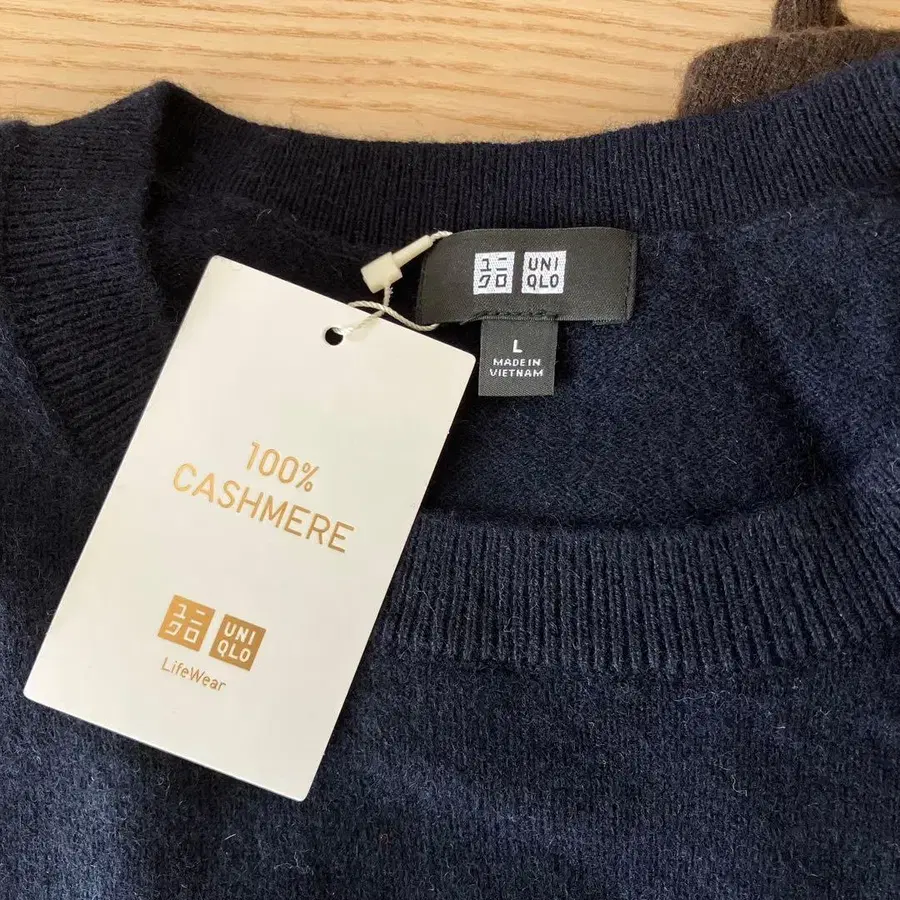 ユニ UNI
クロ QLO
L
MADE IN
VIETNAM
100%
CASHMERE
ユニ UNI
クロ QLO
LifeWear